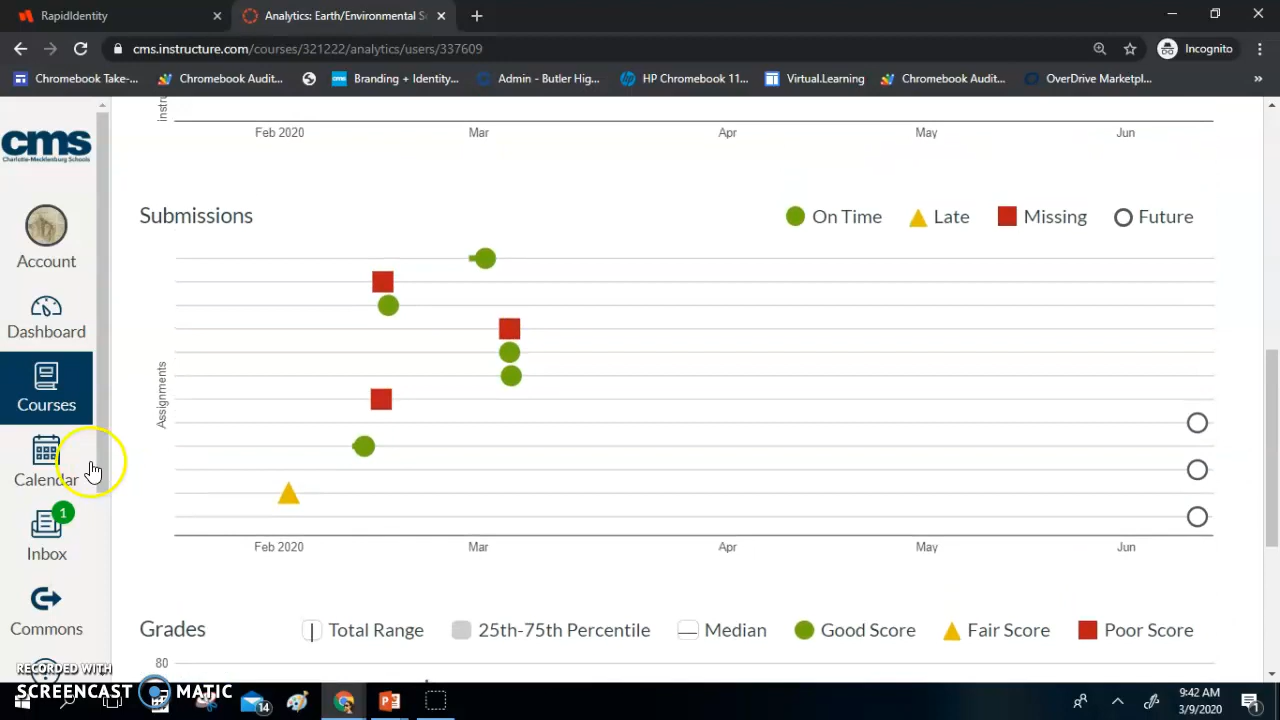 RapidIdentity
Analytics: Earth/Environmental S
cms.instructure.com/courses/321222/analytics/users/337609
Incognito
Chromebook Take-...
Chromebook Audit...
cms
Branding + Identity...
Admin - Butler Hig...
HP Chromebook 11...
Virtual.Learning
Chromebook Audit...
OverDrive Marketpl...
»
cms
Charlotte-Mecklenburg Schools
Account
Dashboard
Courses
Calendar
1
Inbox
Commons
instru
Feb 2020 Mar Apr May Jun
Submissions
On Time Late Missing Future
Assignments
Feb 2020 Mar Apr May Jun
Grades
Total Range 25th-75th Percentile Median Good Score Fair Score Poor Score
80
RECORDED WITH
SCREENCAST MATIC
14
9:42 AM
3/9/2020
1